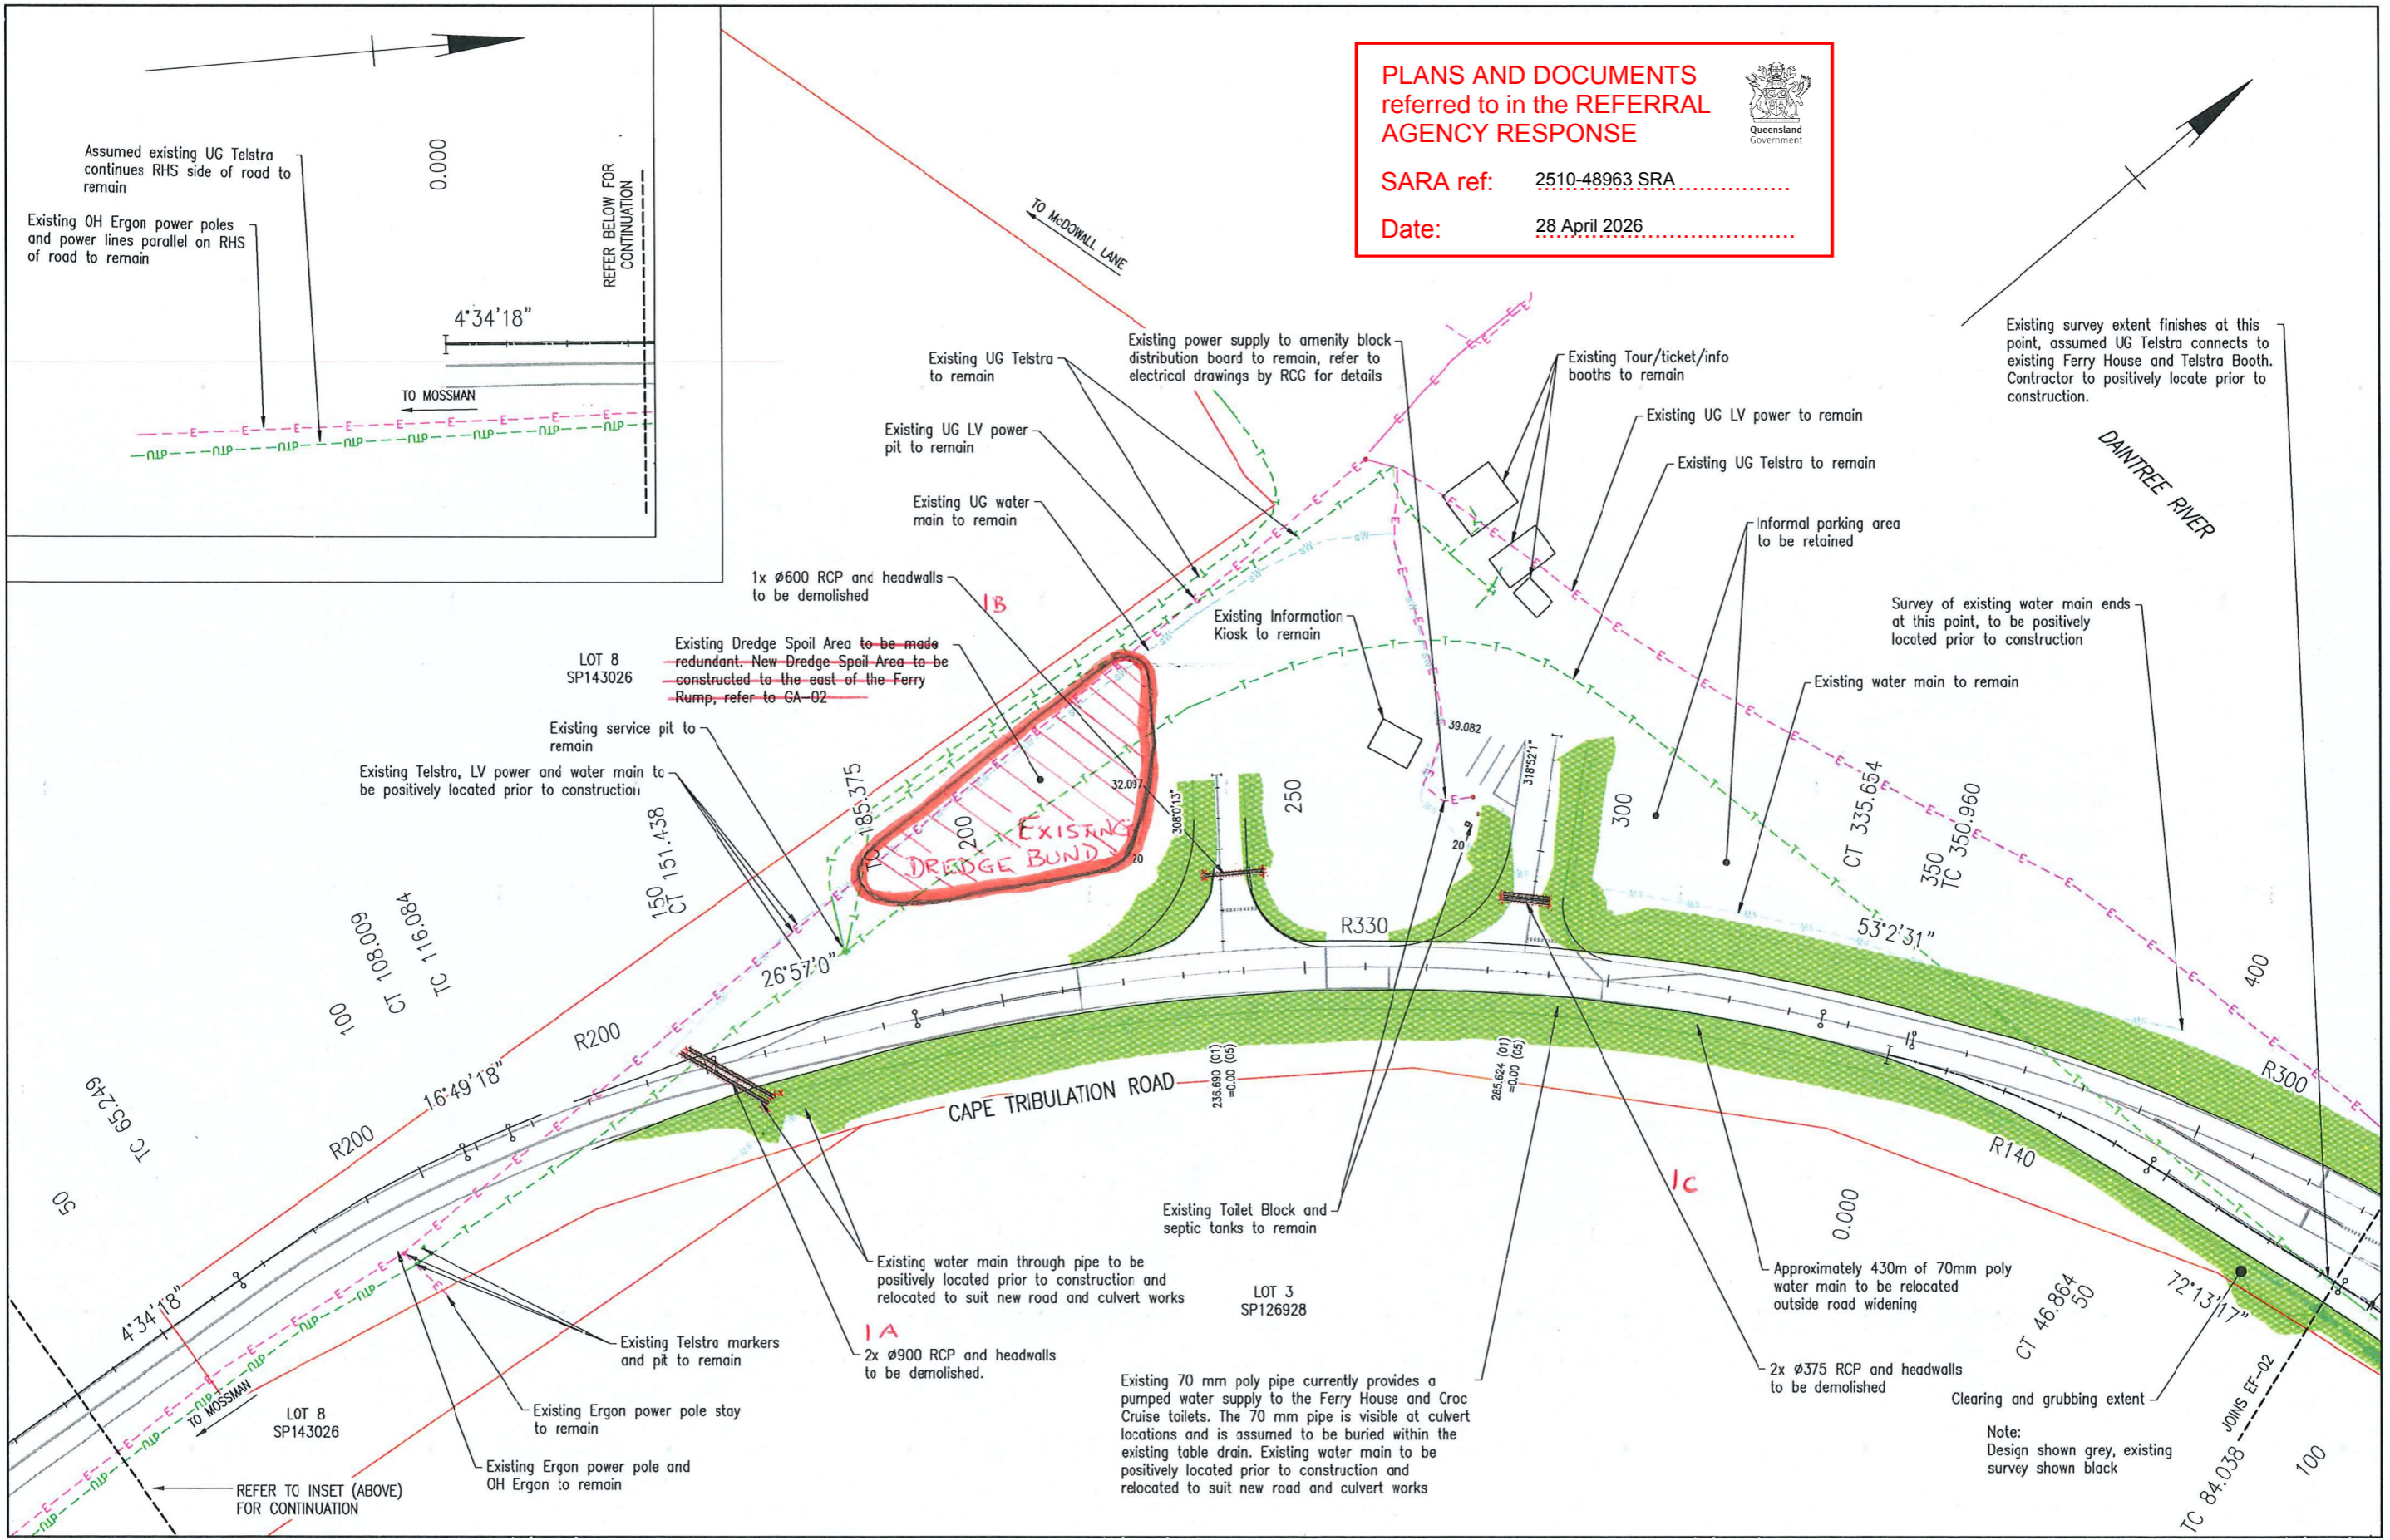 PLANS AND DOCUMENTS
referred to in the REFERRAL
AGENCY RESPONSE
Queensland
Government
SARA ref: 2510-48963 SRA
Date: 28 April 2026
Assumed existing UG Telstra
continues RHS side of road to
remain
Existing OH Ergon power poles
and power lines parallel on RHS
of road to remain
0.000
REFER BELOW FOR
CONTINUATION
4°34'18"
TO MOSSMAN
TO McDOWALL LANE
Existing UG Telstra
to remain
Existing power supply to amenity block
distribution board to remain, refer to
electrical drawings by RCG for details
Existing Tour/ticket/info
booths to remain
Existing survey extent finishes at this
point, assumed UG Telstra connects to
existing Ferry House and Telstra Booth.
Contractor to positively locate prior to
construction.
Existing UG LV power
pit to remain
Existing UG LV power to remain
Existing UG Telstra to remain
DAINTREE RIVER
Existing UG water
main to remain
Informal parking area
to be retained
1x Ø600 RCP and headwalls
to be demolished
1B
Existing Information
Kiosk to remain
Survey of existing water main ends
at this point, to be positively
located prior to construction
LOT 8
SP143026
Existing Dredge Spoil Area to be made
redundant. New Dredge Spoil Area to be
constructed to the east of the Ferry
Rump, refer to GA-02
Existing water main to remain
Existing service pit to
remain
Existing Telstra, LV power and water main to
be positively located prior to construction
39.082
32.097
308°0'13"
318°52'1"
TC 185.375
200
EXISTING
DREDGE BUND
20
250
20
300
CT 335.654
350
TC 350.960
150
CT 151.438
TC 116.084
CT 108.009
100
26°57'0"
R330
53°2'31"
400
R200
16°49'18"
R200
TC 65.249
50
R300
CAPE TRIBULATION ROAD
236.690 (01)
=0.00 (05)
285.624 (01)
=0.00 (05)
R140
1C
Existing Toilet Block and
septic tanks to remain
0.000
Existing water main through pipe to be
positively located prior to construction and
relocated to suit new road and culvert works
LOT 3
SP126928
Approximately 430m of 70mm poly
water main to be relocated
outside road widening
CT 46.864
50
72°13'17"
4°34'18"
Existing Telstra markers
and pit to remain
1A
2x Ø900 RCP and headwalls
to be demolished.
2x Ø375 RCP and headwalls
to be demolished
Existing 70 mm poly pipe currently provides a
pumped water supply to the Ferry House and Croc
Cruise toilets. The 70 mm pipe is visible at culvert
locations and is assumed to be buried within the
existing table drain. Existing water main to be
positively located prior to construction and
relocated to suit new road and culvert works
Clearing and grubbing extent
TO MOSSMAN
LOT 8
SP143026
Existing Ergon power pole stay
to remain
Note:
Design shown grey, existing
survey shown black
JOINS EF-02
TC 84.038
100
Existing Ergon power pole and
OH Ergon to remain
REFER TO INSET (ABOVE)
FOR CONTINUATION